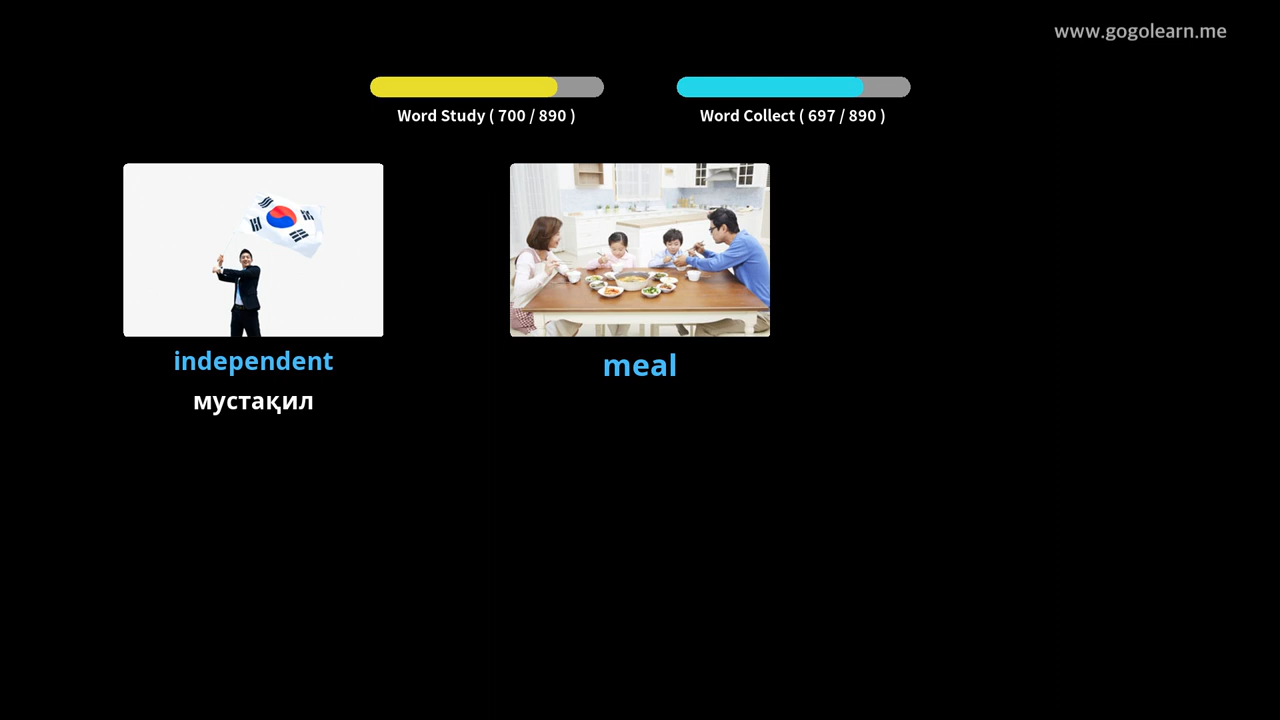 www.gogolearn.me
Word Study ( 700 / 890 )
Word Collect ( 697 / 890 )
independent
мустақил
meal